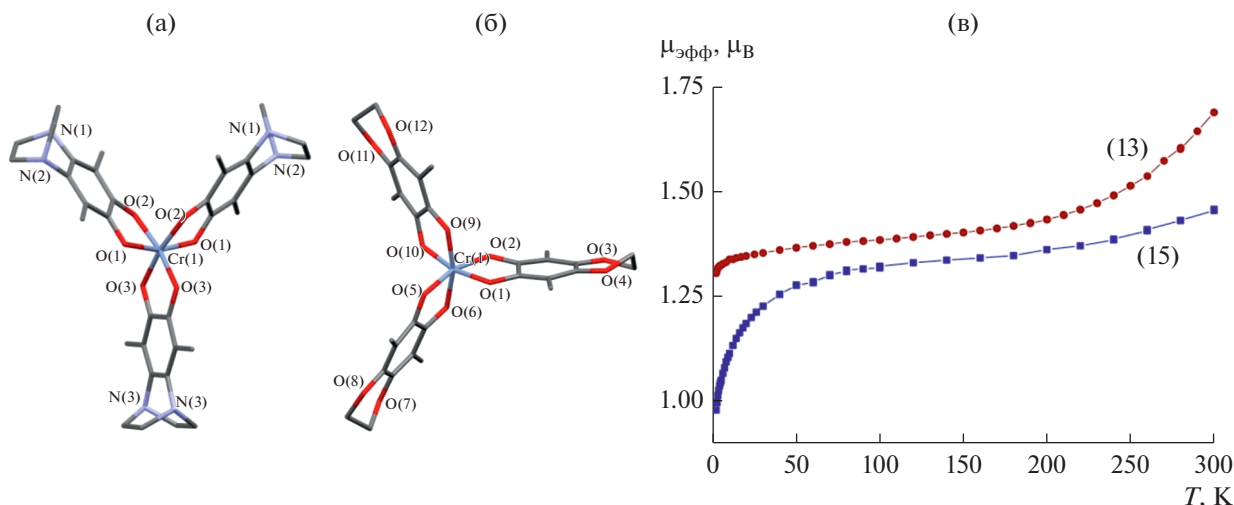 (а)
N(1)
N(2)
N(1)
N(2)
O(2)
O(2)
O(1)
O(1)
Cr(1)
O(3)
O(3)
N(3)
N(3)
(б)
O(12)
O(11)
O(9)
O(10)
O(2)
Cr(1)
O(3)
O(4)
O(5)
O(1)
O(6)
O(8)
O(7)
(в)
μэфф, μB
1.75
1.50
1.25
1.00
(13)
(15)
0 50 100 150 200 250 300
T, K